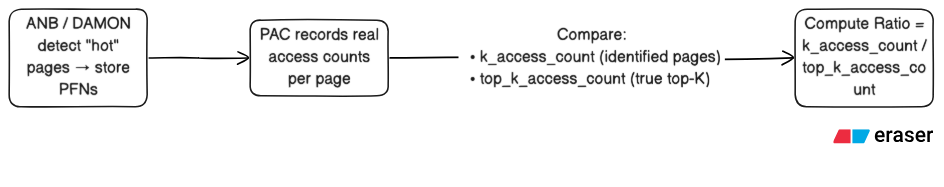 ANB / DAMON
detect "hot"
pages → store
PFNs
PAC records real
access counts
per page
Compare:
• k_access_count (identified pages)
• top_k_access_count (true top-K)
Compute Ratio =
k_access_count /
top_k_access_co
unt
eraser